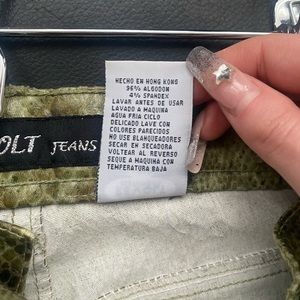 HECHO EN HONG KONG
96% ALGODON
4% SPANDEX
LAVAR ANTES DE USAR
LAVADO A MAQUINA
AGUA FRIA CICLO
DELICADO LAVE CON
COLORES PARECIDOS
NO USE BLANQUEADORES
SECAR EN SECADORA
VOLTEAR AL REVERSO
SEQUE A MAQUINA CON
TEMPERATURA BAJA
OLT JEANS